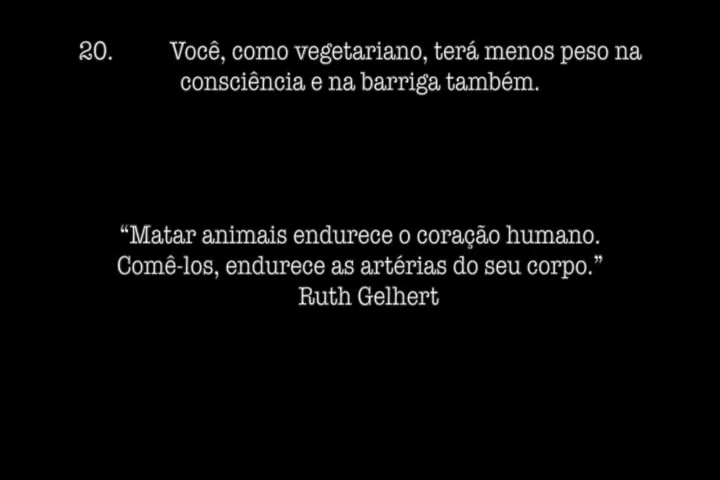 20. Você, como vegetariano, terá menos peso na
consciência e na barriga também.
“Matar animais endurece o coração humano.
Comê-los, endurece as artérias do seu corpo.”
Ruth Gelhert